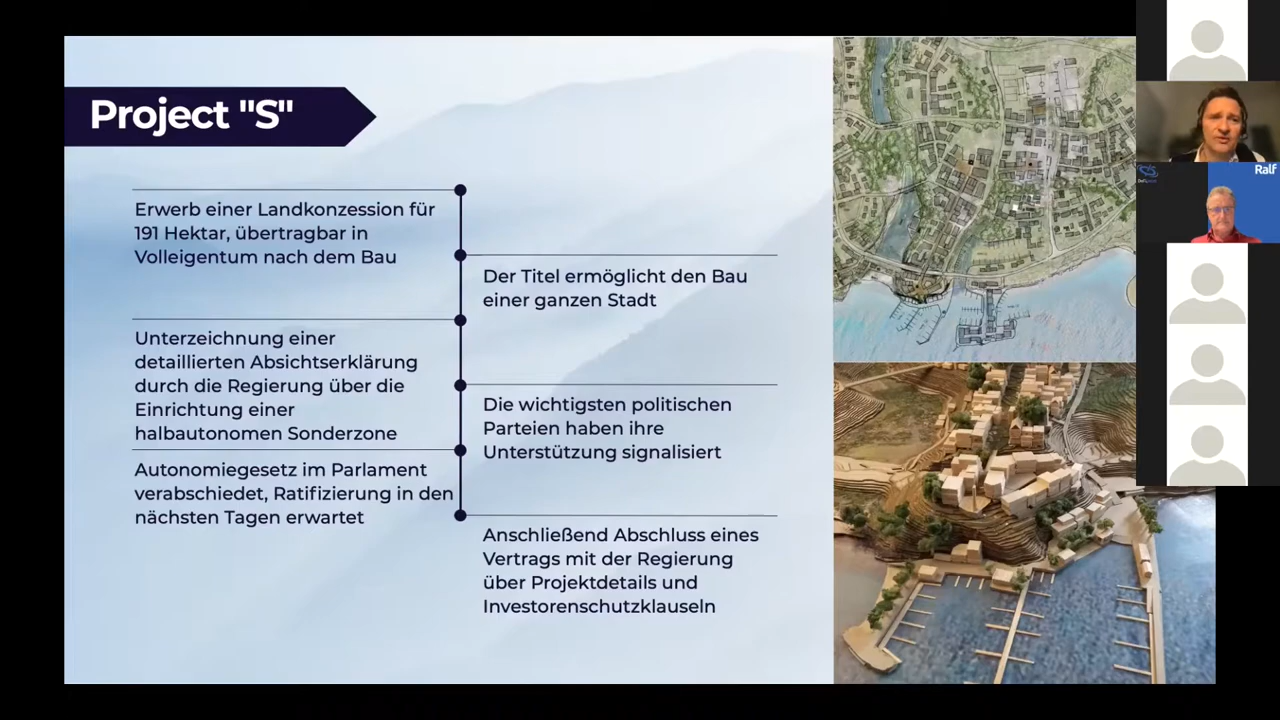 Project "S"
Erwerb einer Landkonzession für
191 Hektar, übertragbar in
Volleigentum nach dem Bau
Der Titel ermöglicht den Bau
einer ganzen Stadt
Unterzeichnung einer
detaillierten Absichtserklärung
durch die Regierung über die
Einrichtung einer
halbautonomen Sonderzone
Die wichtigsten politischen
Parteien haben ihre
Unterstützung signalisiert
Autonomiegesetz im Parlament
verabschiedet, Ratifizierung in den
nächsten Tagen erwartet
Anschließend Abschluss eines
Vertrags mit der Regierung
über Projektdetails und
Investorenschutzklauseln
Ralf